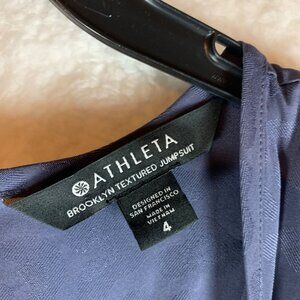 ATHLETA
BROOKLYN TEXTURED JUMPSUIT
DESIGNED IN
SAN FRANCISCO
MADE IN
VIETNAM
4